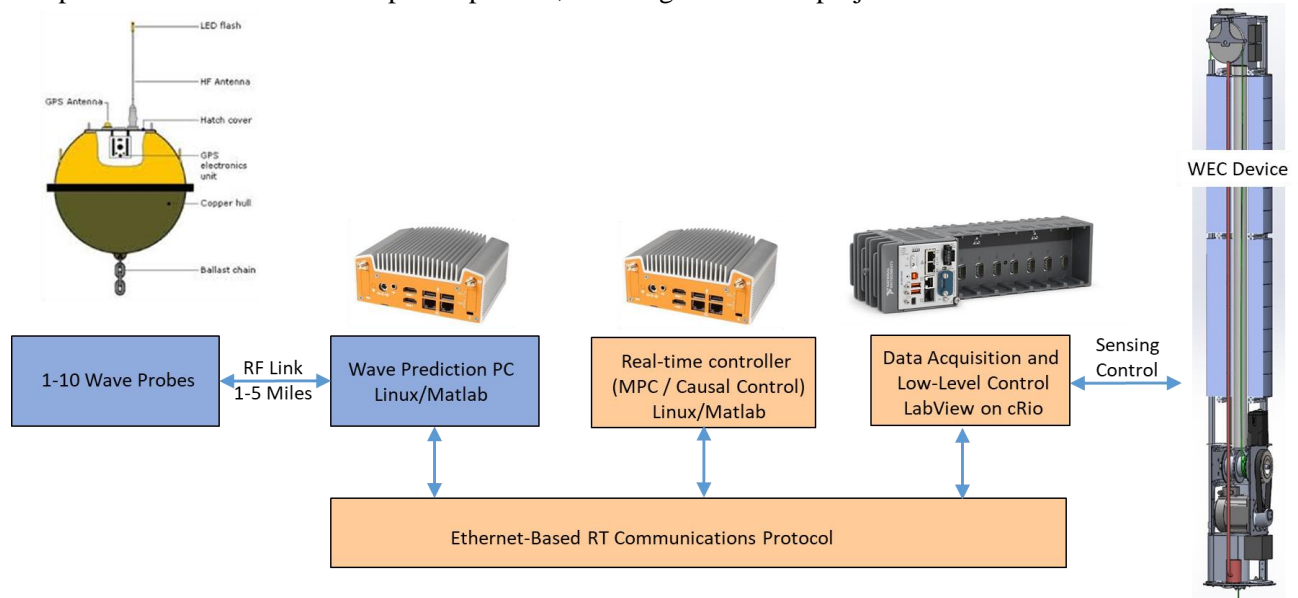 LED flash
HF Antenna
GPS Antenna
Hatch cover
GPS
electronics
unit
Copper hull
Ballast chain
WEC Device
1-10 Wave Probes
RF Link
1-5 Miles
Wave Prediction PC
Linux/Matlab
Real-time controller
(MPC / Causal Control)
Linux/Matlab
Data Acquisition and
Low-Level Control
LabView on cRio
Sensing
Control
Ethernet-Based RT Communications Protocol